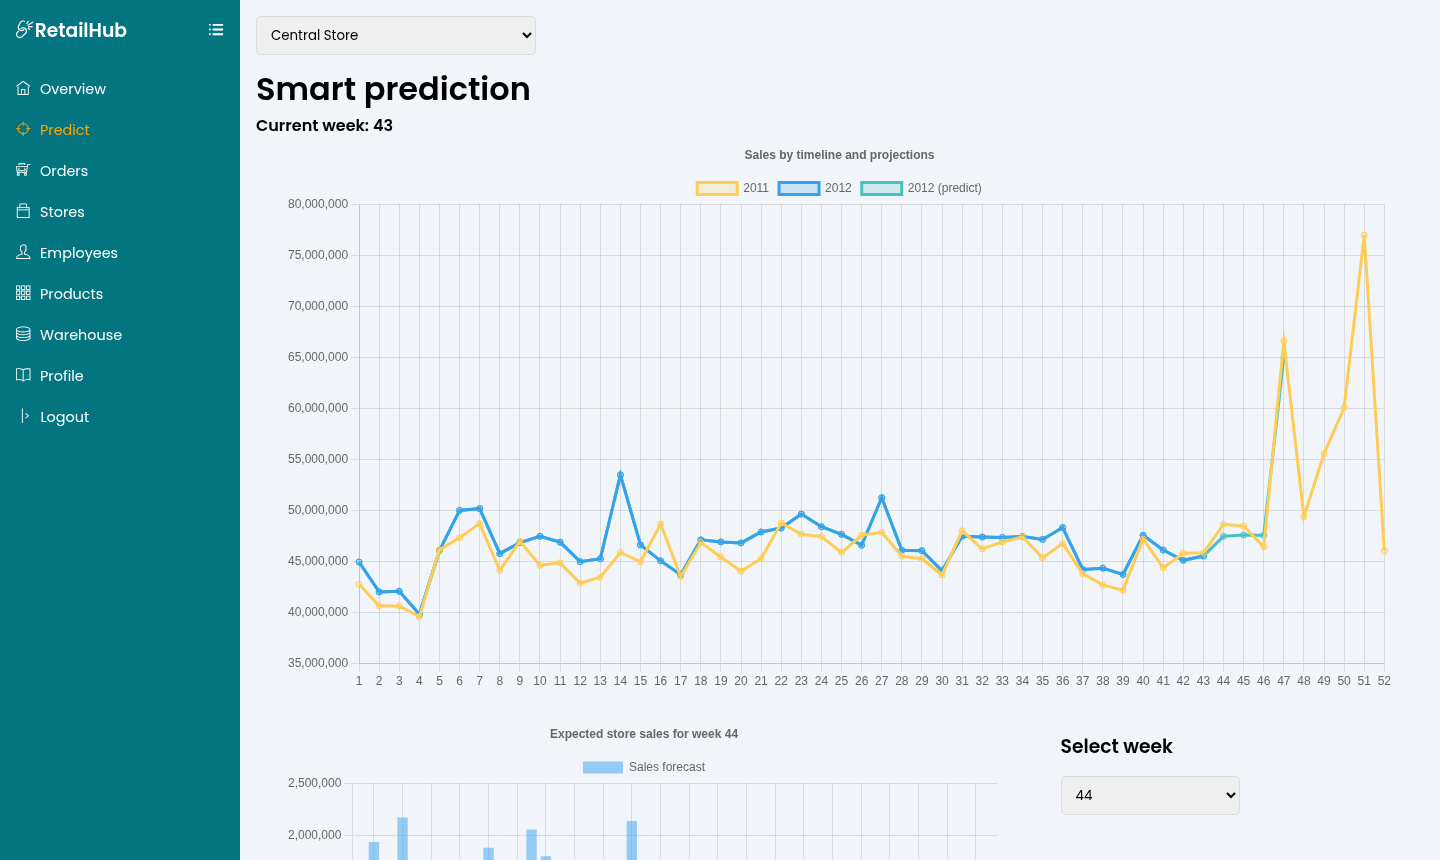 RetailHub
Overview
Predict
Orders
Stores
Employees
Products
Warehouse
Profile
Logout
Central Store
Smart prediction
Current week: 43
Sales by timeline and projections
2011 2012 2012 (predict)
80,000,000
75,000,000
70,000,000
65,000,000
60,000,000
55,000,000
50,000,000
45,000,000
40,000,000
35,000,000
1 2 3 4 5 6 7 8 9 10 11 12 13 14 15 16 17 18 19 20 21 22 23 24 25 26 27 28 29 30 31 32 33 34 35 36 37 38 39 40 41 42 43 44 45 46 47 48 49 50 51 52
Expected store sales for week 44
Sales forecast
2,500,000
2,000,000
Select week
44